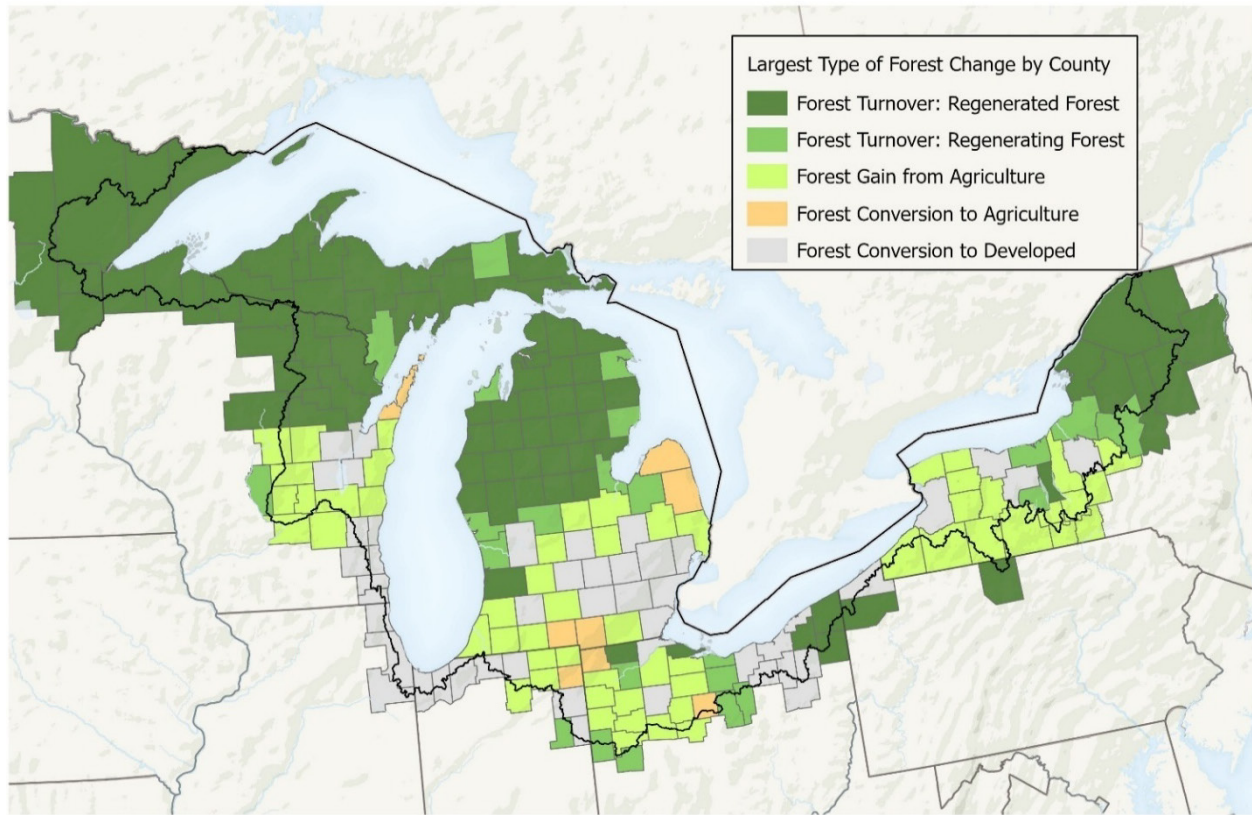 Largest Type of Forest Change by County
Forest Turnover: Regenerated Forest
Forest Turnover: Regenerating Forest
Forest Gain from Agriculture
Forest Conversion to Agriculture
Forest Conversion to Developed